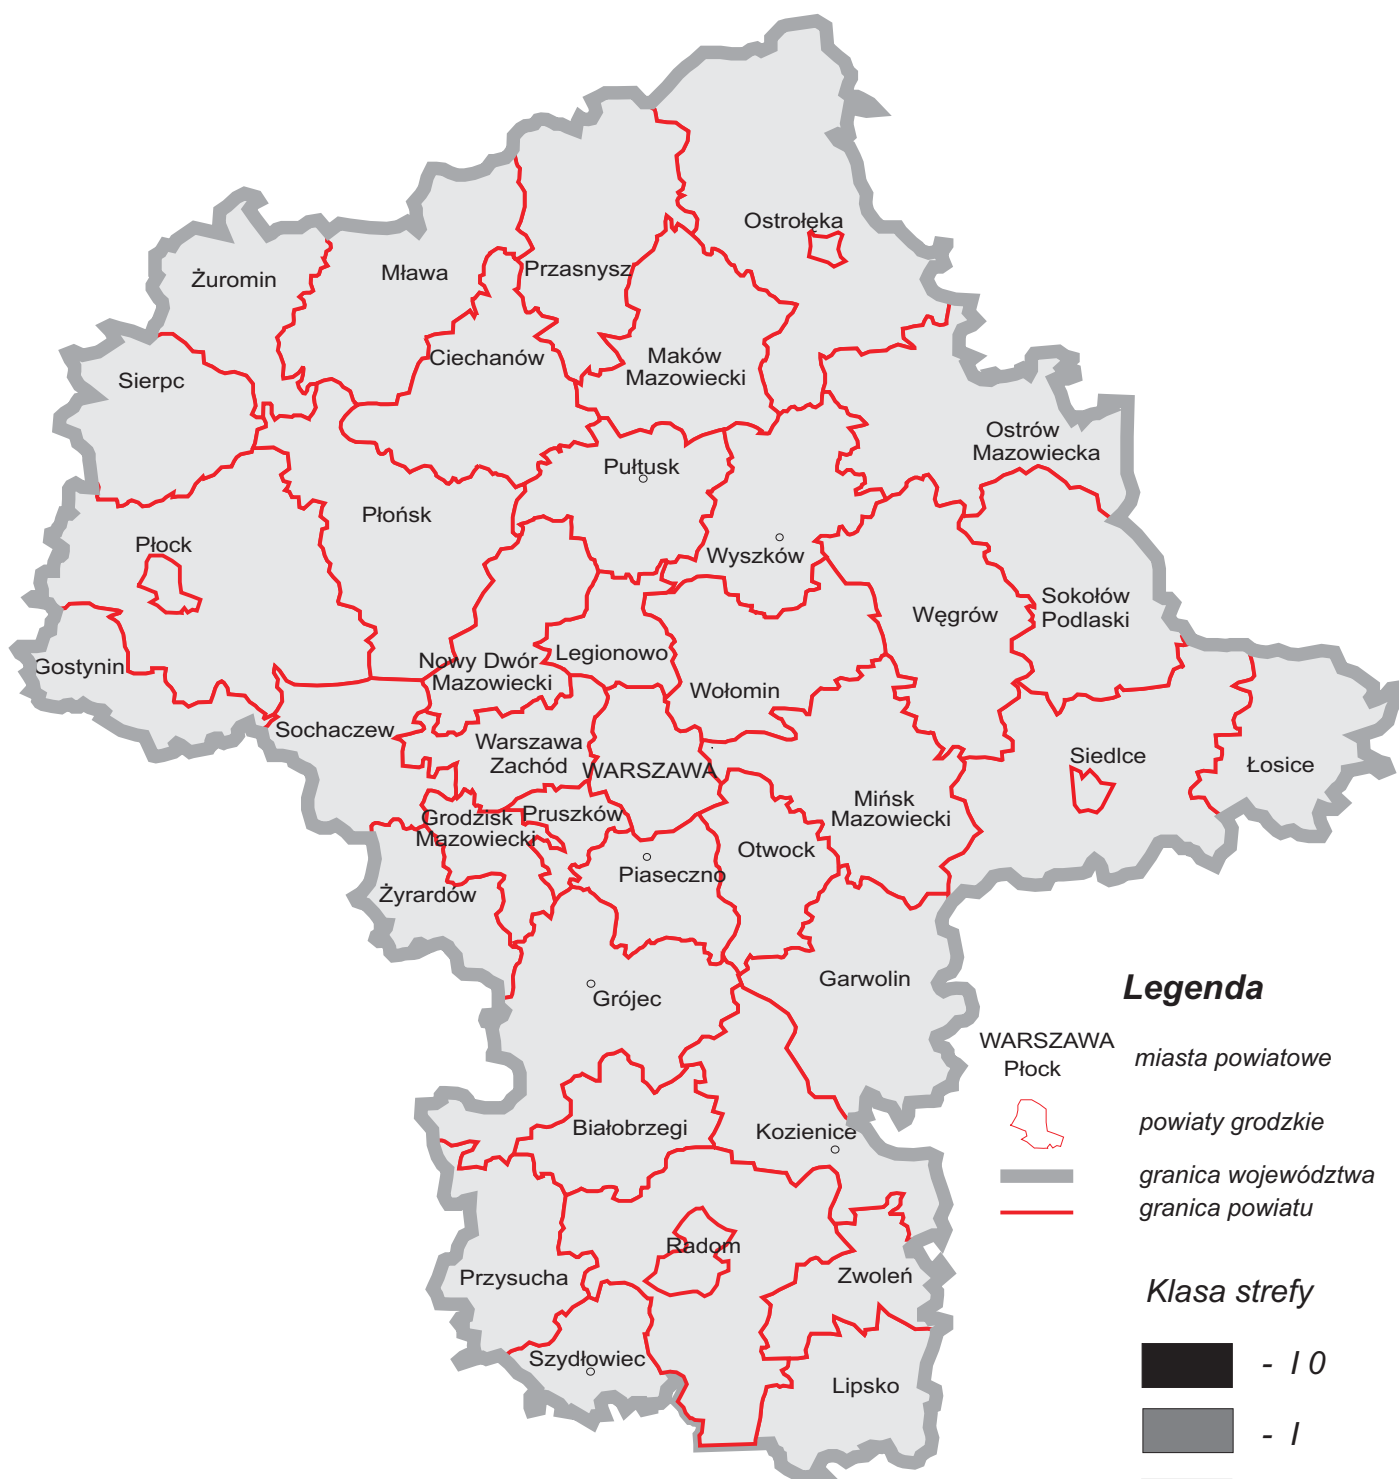 Ostrołęka
Żuromin
Mława
Przasnysz
Sierpc
Ciechanów
Maków
Mazowiecki
Ostrów
Mazowiecka
Pułtusk
Płońsk
Płock
Wyszków
Węgrów
Sokołów
Podlaski
Gostynin
Nowy Dwór
Mazowiecki
Legionowo
Wołomin
Sochaczew
Warszawa
Zachód
WARSZAWA
Siedlce
Łosice
Grodzisk
Mazowiecki
Pruszków
Mińsk
Mazowiecki
Otwock
Piaseczno
Żyrardów
Garwolin
Grójec
Białobrzegi
Kozienice
Radom
Przysucha
Zwoleń
Szydłowiec
Lipsko
Legenda
WARSZAWA
Płock
miasta powiatowe
powiaty grodzkie
granica województwa
granica powiatu
Klasa strefy
- I 0
- I